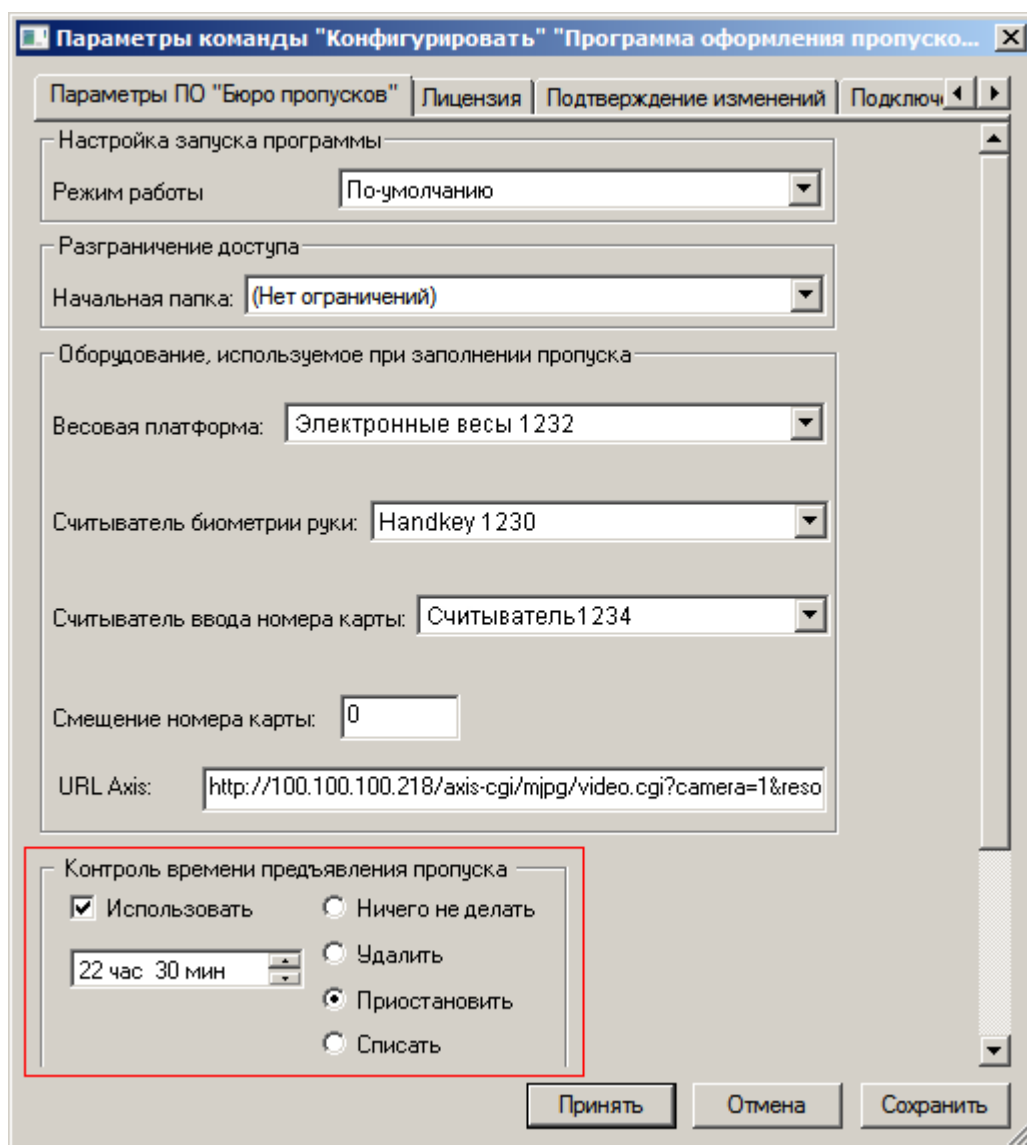 Параметры команды "Конфигурировать" "Программа оформления пропуско...
Параметры ПО "Бюро пропусков" Лицензия Подтверждение изменений Подключ
Настройка запуска программы
Режим работы По-умолчанию
Разграничение доступа
Начальная папка: (Нет ограничений)
Оборудование, используемое при заполнении пропуска
Весовая платформа: Электронные весы 1232
Считыватель биометрии руки: Handkey 1230
Считыватель ввода номера карты: Считыватель1234
Смещение номера карты: 0
URL Axis: http://100.100.100.218/axis-cgi/mjpg/video.cgi?camera=1&reso
Контроль времени предъявления пропуска
Использовать Ничего не делать
22 час 30 мин Удалить
Приостановить
Списать
Принять Отмена Сохранить